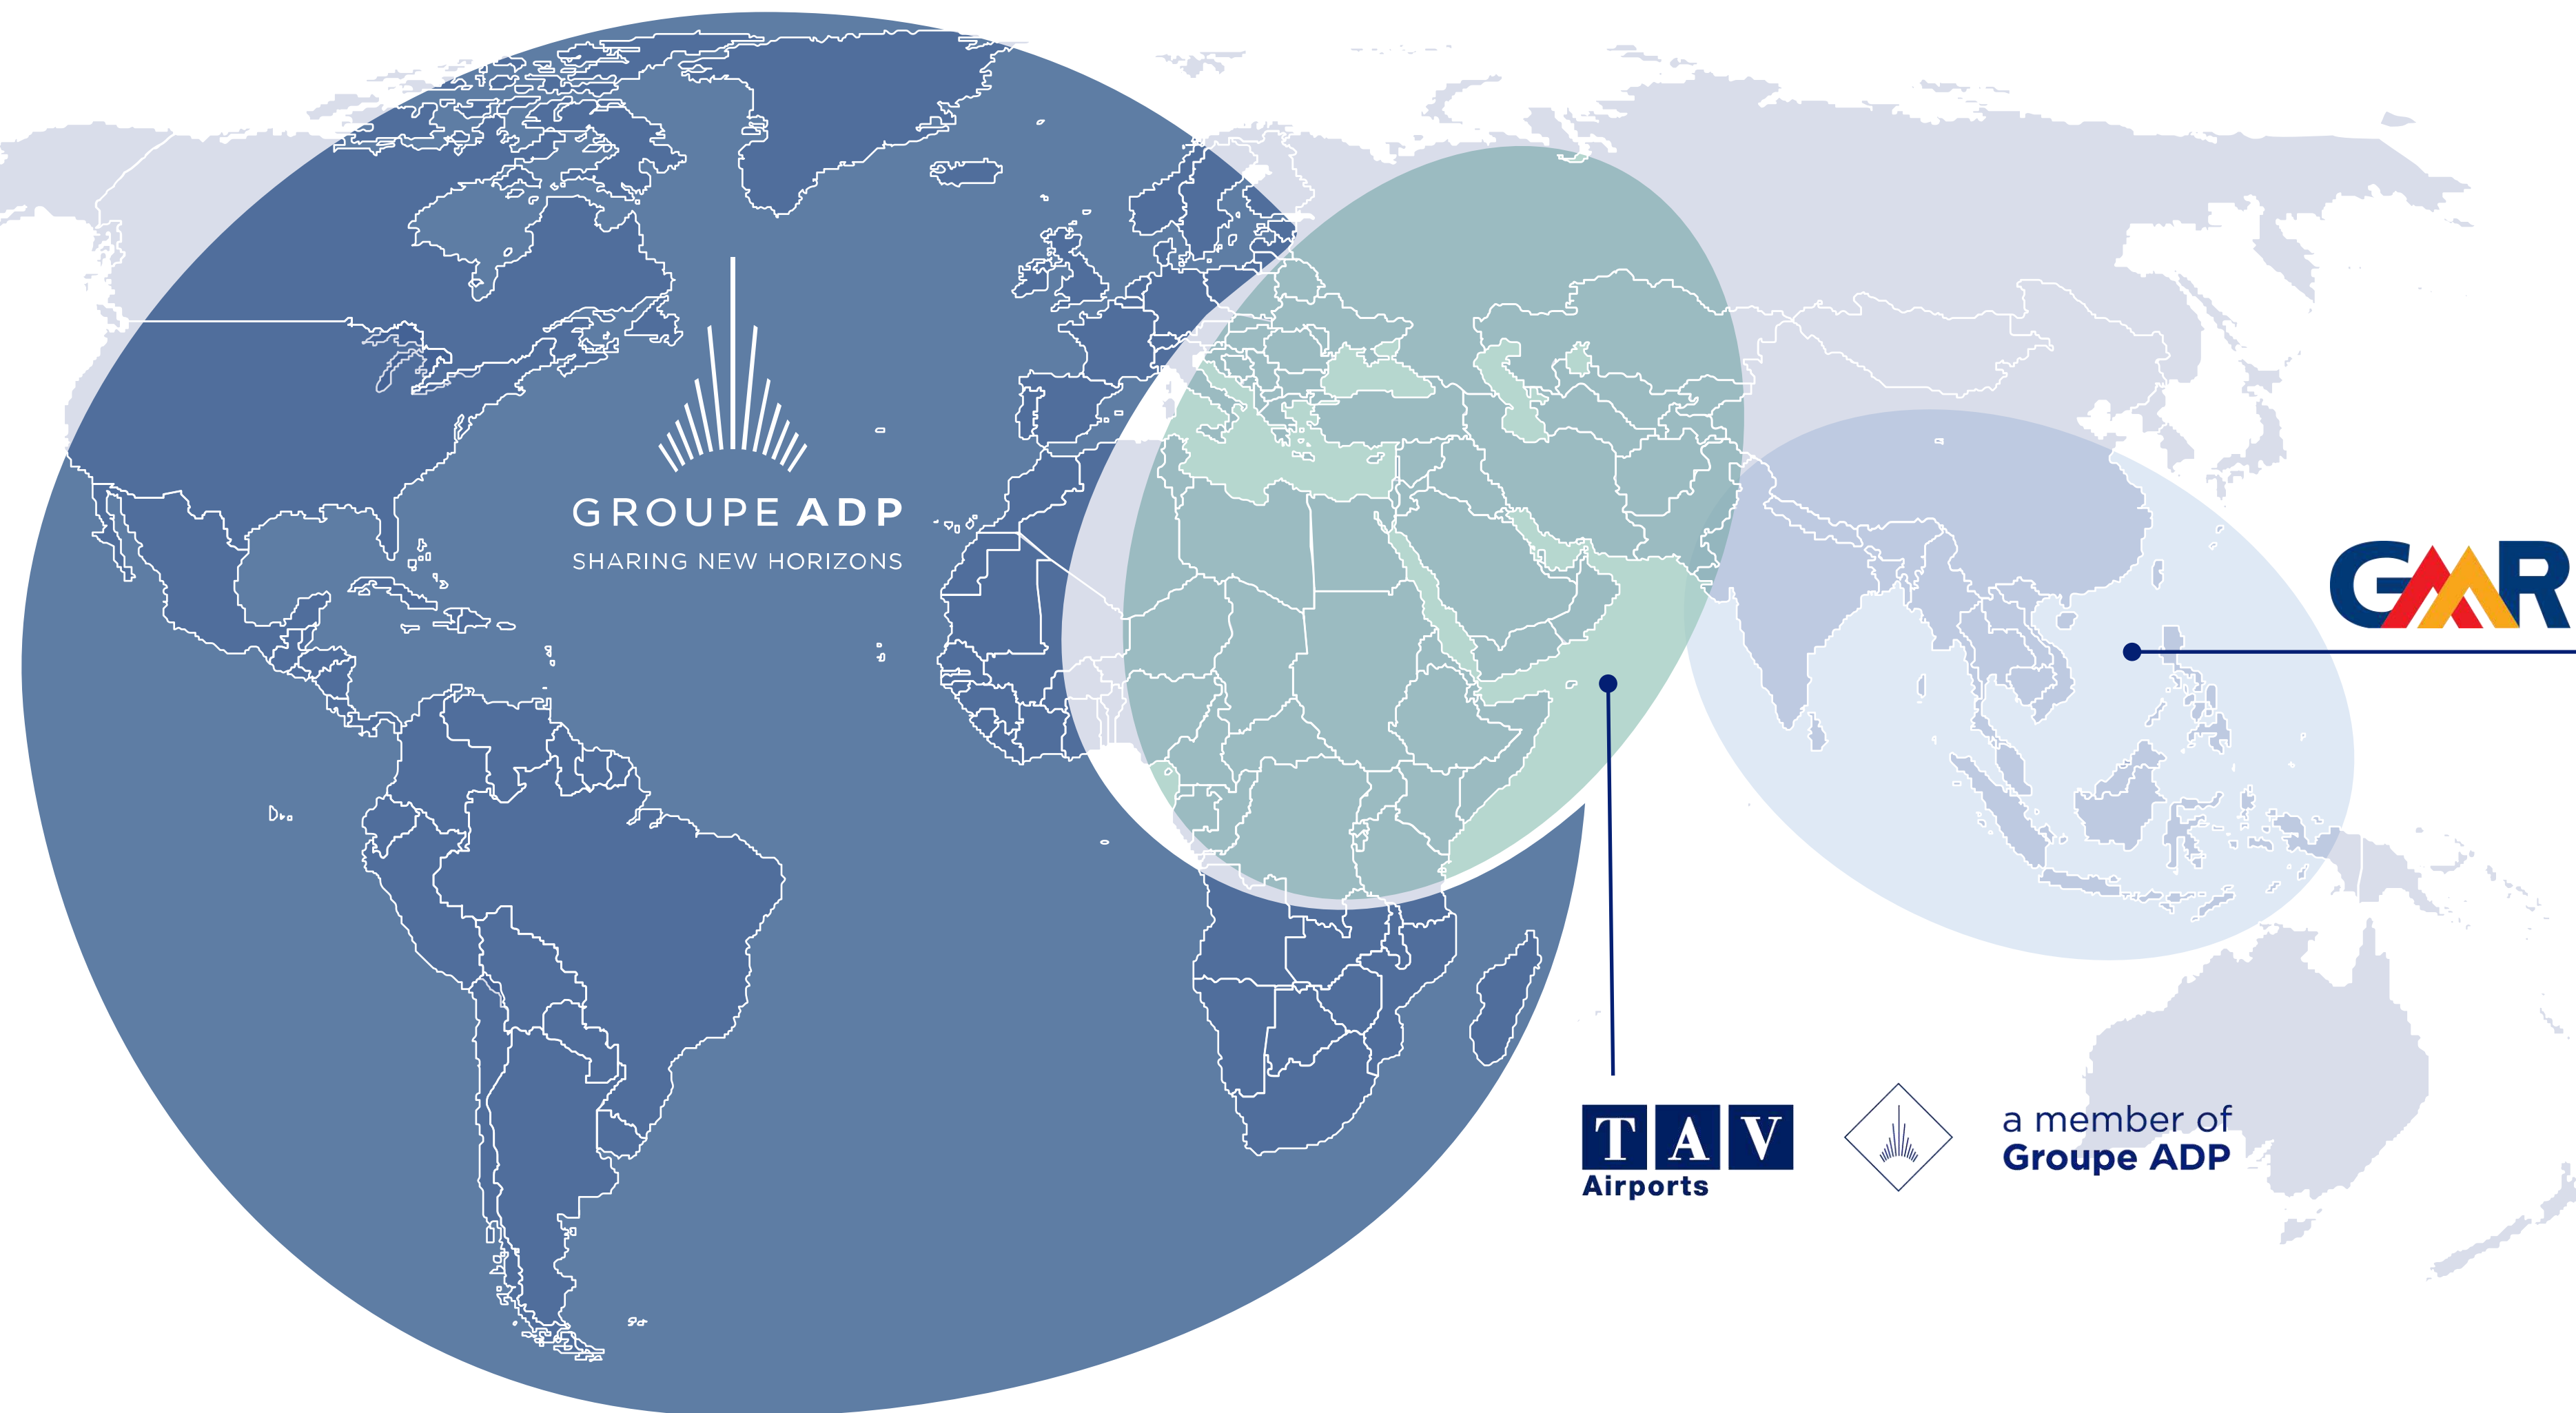 GROUPE ADP
SHARING NEW HORIZONS
GMR
TAV
Airports
a member of
Groupe ADP